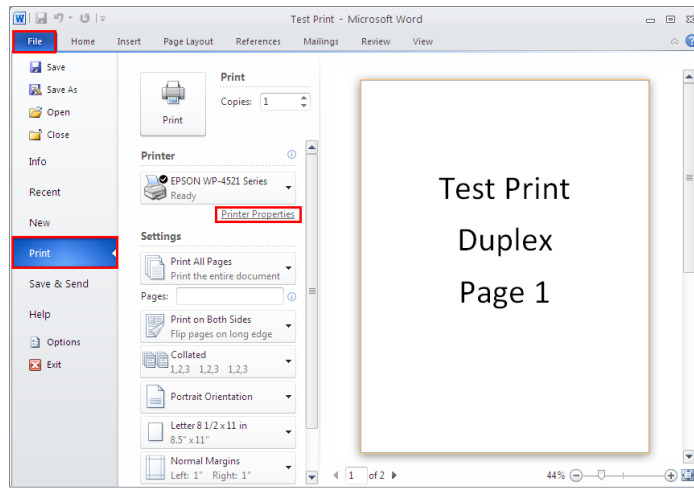 Test Print - Microsoft Word
File Home Insert Page Layout References Mailings Review View
Save
Save As
Open
Close
Info
Recent
New
Print
Save & Send
Help
Options
Exit
Print
Print
Copies: 1
Printer
EPSON WP-4521 Series
Ready
Printer Properties
Settings
Print All Pages
Print the entire document
Pages:
Print on Both Sides
Flip pages on long edge
Collated
1,2,3 1,2,3 1,2,3
Portrait Orientation
Letter 8 1/2 x 11 in
8.5" x 11"
Normal Margins
Left: 1" Right: 1"
Test Print
Duplex
Page 1
1 of 2
44%